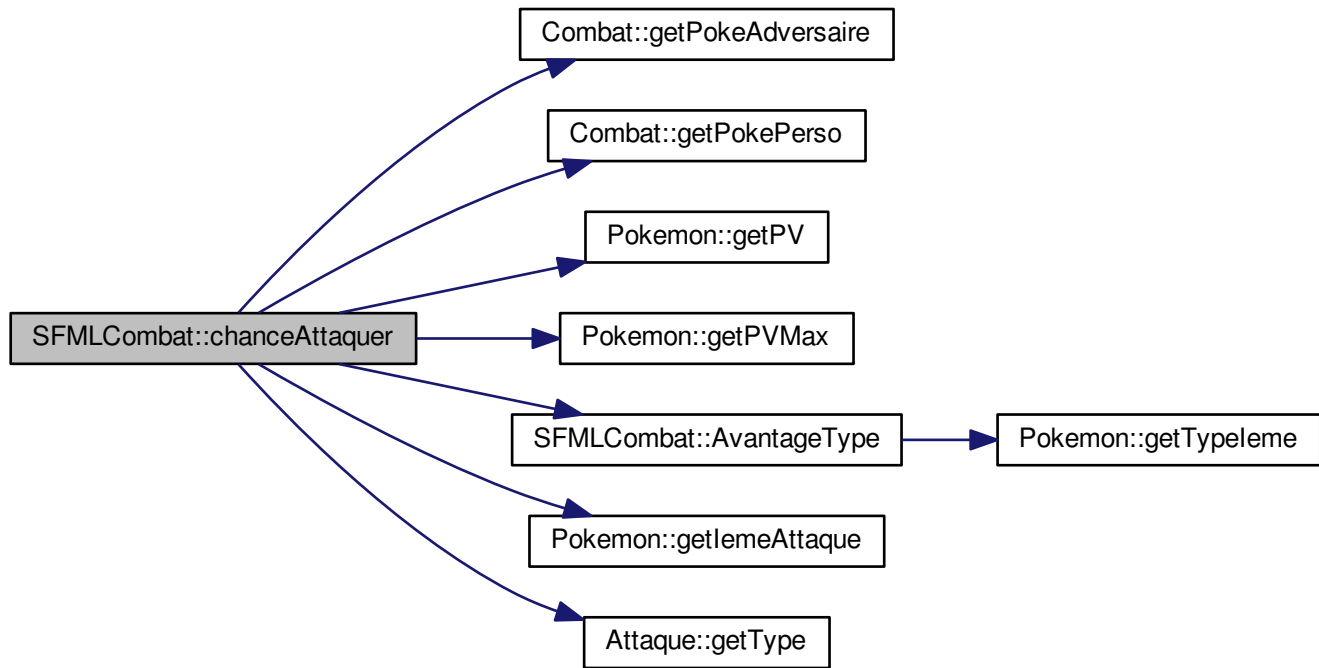 Combat::getPokeAdversaire
Combat::getPokePerso
Pokemon::getPV
SFMLCombat::chanceAttaquer
Pokemon::getPVMax
SFMLCombat::AvantageType
Pokemon::getTypeIeme
Pokemon::getIemeAttaque
Attaque::getType